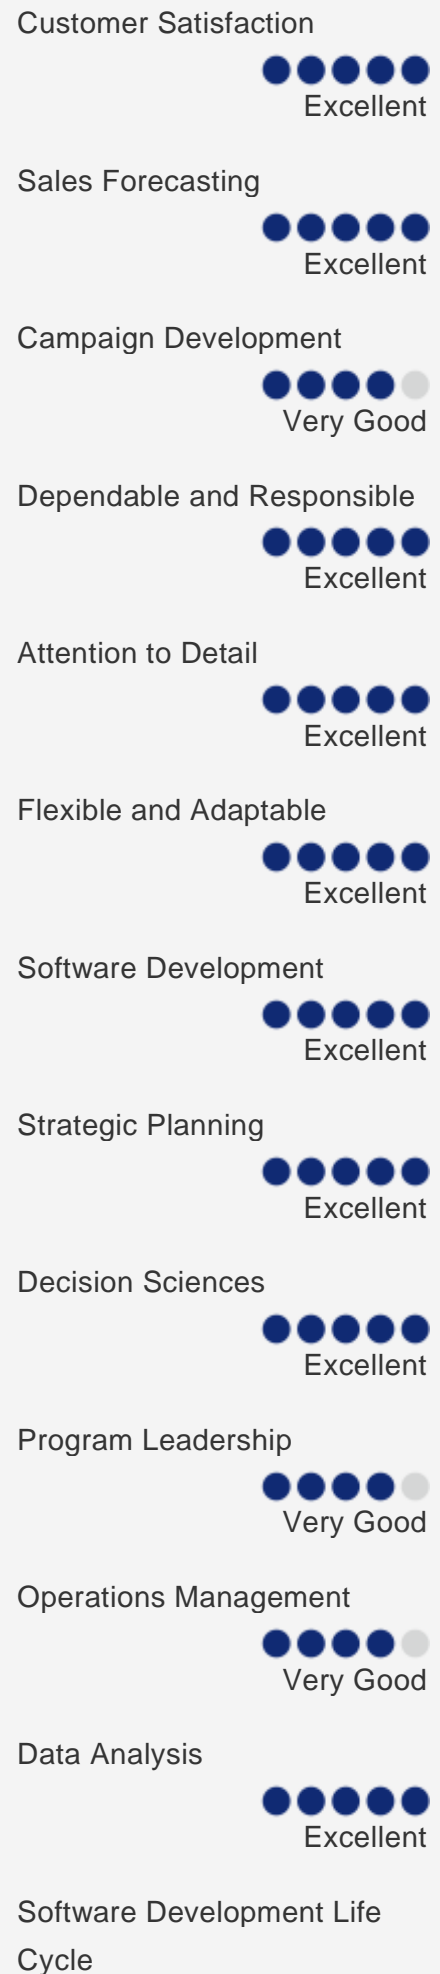 Customer Satisfaction
Excellent
Sales Forecasting
Excellent
Campaign Development
Very Good
Dependable and Responsible
Excellent
Attention to Detail
Excellent
Flexible and Adaptable
Excellent
Software Development
Excellent
Strategic Planning
Excellent
Decision Sciences
Excellent
Program Leadership
Very Good
Operations Management
Very Good
Data Analysis
Excellent
Software Development Life
Cycle